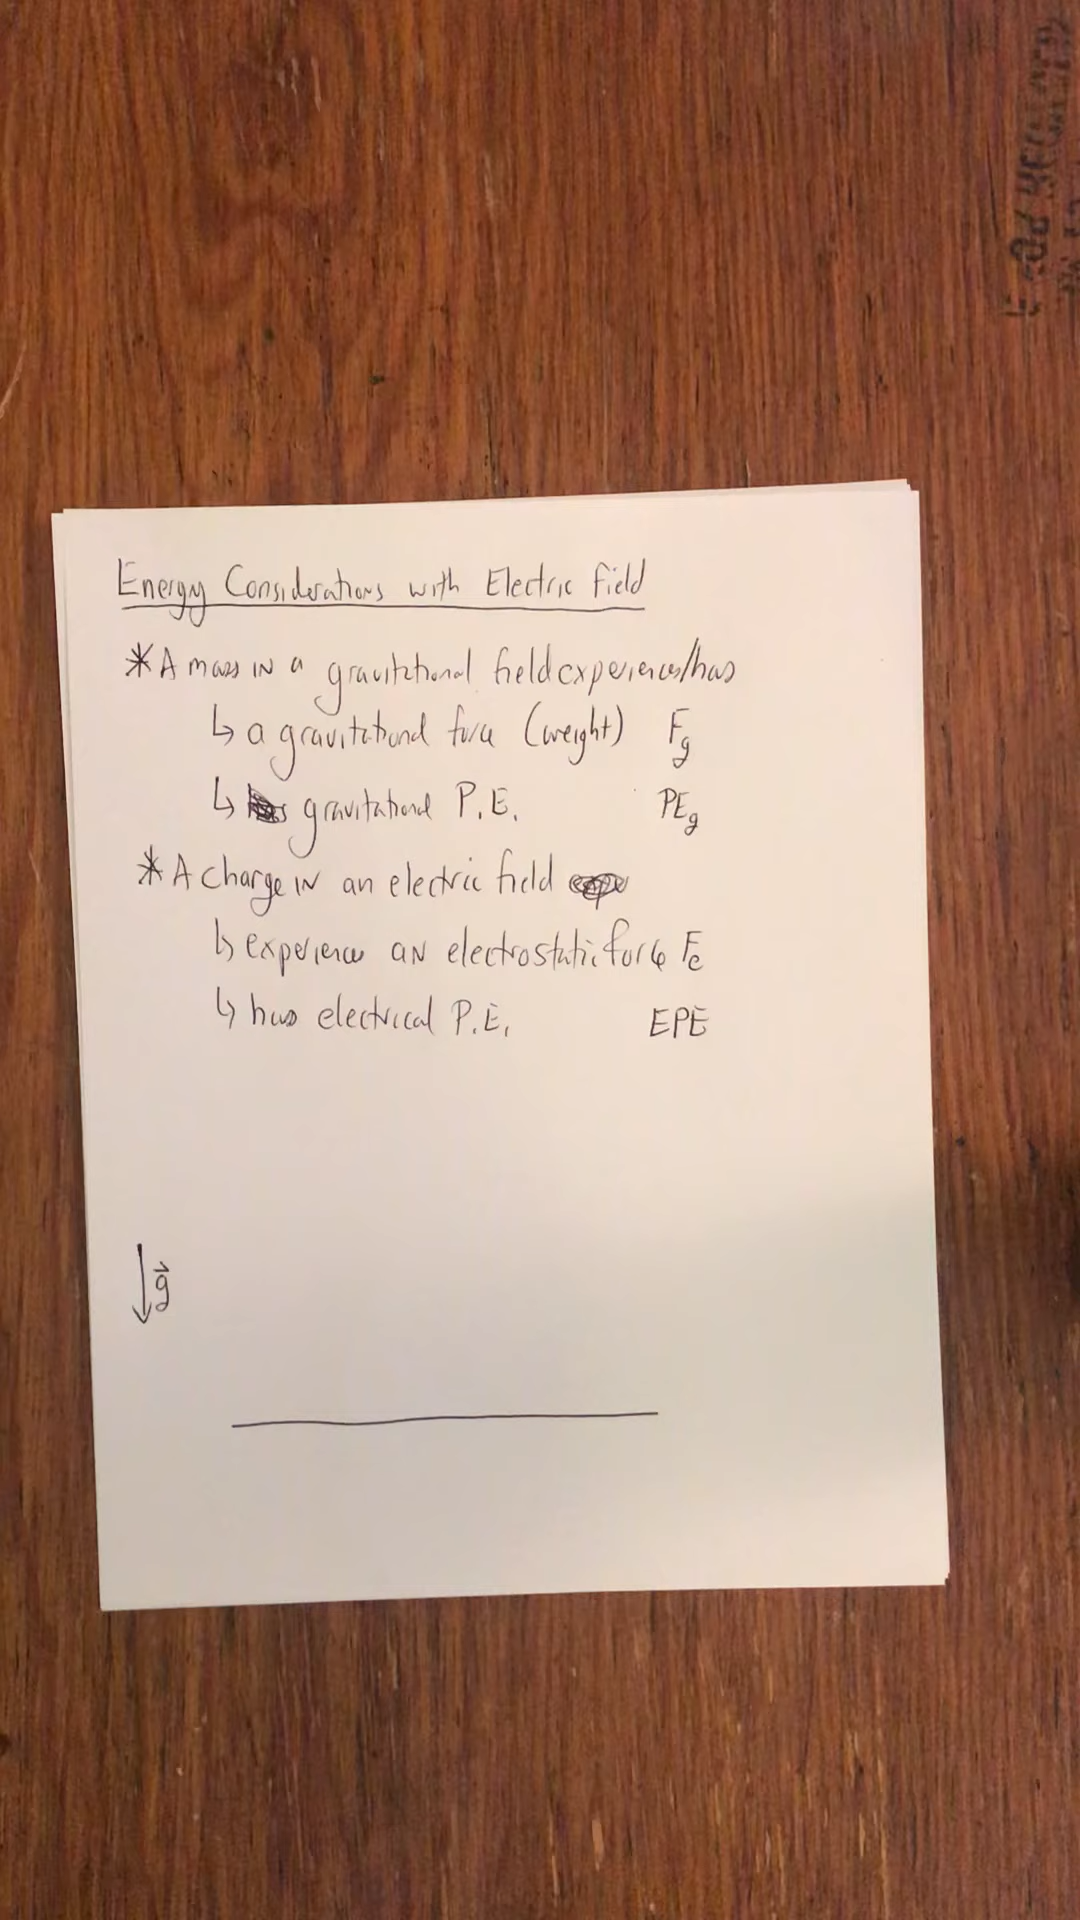 Energy Considerations with Electric Field
* A mass in a gravitational field experiences/has
↳ a gravitational force (weight) Fg
↳ gravitational P.E. PEg
* A charge in an electric field
↳ experiences an electrostatic force Fe
↳ has electrical P.E. EPE
g